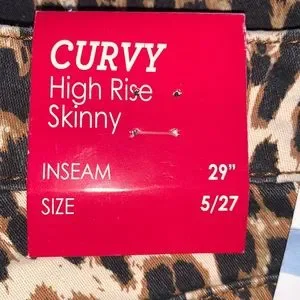 CURVY
High Rise
Skinny
INSEAM 29"
SIZE 5/27